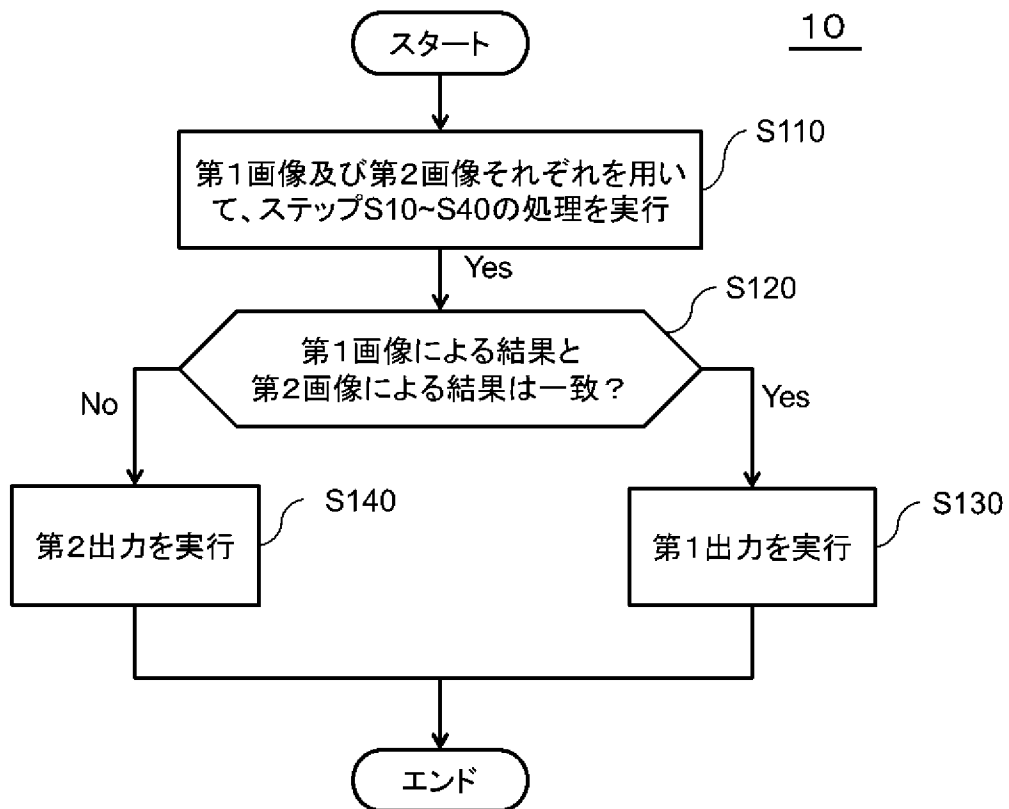 スタート
10
S110
第1画像及び第2画像それぞれを用い
て、ステップS10~S40の処理を実行
Yes
S120
第1画像による結果と
第2画像による結果は一致？
No
Yes
S140
第2出力を実行
S130
第1出力を実行
エンド